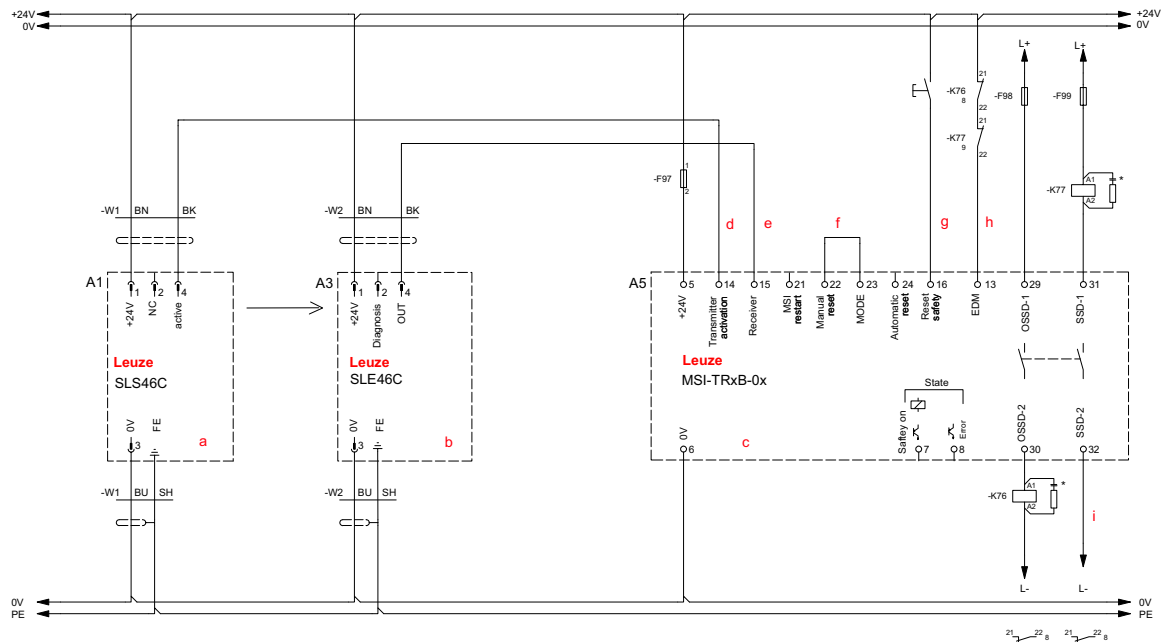 +24V
+24V
0V
0V
L+
L+
21
-K76
8
22
-F98
-F99
21
-K77
9
22
1
-F97
2
A1
*
-K77
A2
-W1 BN BK
-W2 BN BK
d
e
f
g
h
A1
A3
A5
1 2 4
1 2 4
5 14 15 21 22 23 24 16 13 29 31
+24V
NC
active
+24V
Diagnosis
OUT
+24V
Transmitter
activation
Receiver
MSI
restart
Manual
reset
MODE
Automatic
reset
Reset
safety
EDM
OSSD-1
SSD-1
Leuze
SLS46C
Leuze
SLE46C
Leuze
MSI-TRxB-0x
State
Saftey on
Error
0V
FE
0V
FE
0V
OSSD-2
SSD-2
a
b
c
3
3
6
7
8
30
32
-W1 BU SH
-W2 BU SH
A1
*
-K76
A2
i
L-
L-
0V
0V
PE
PE
21 22 8
21 22 8